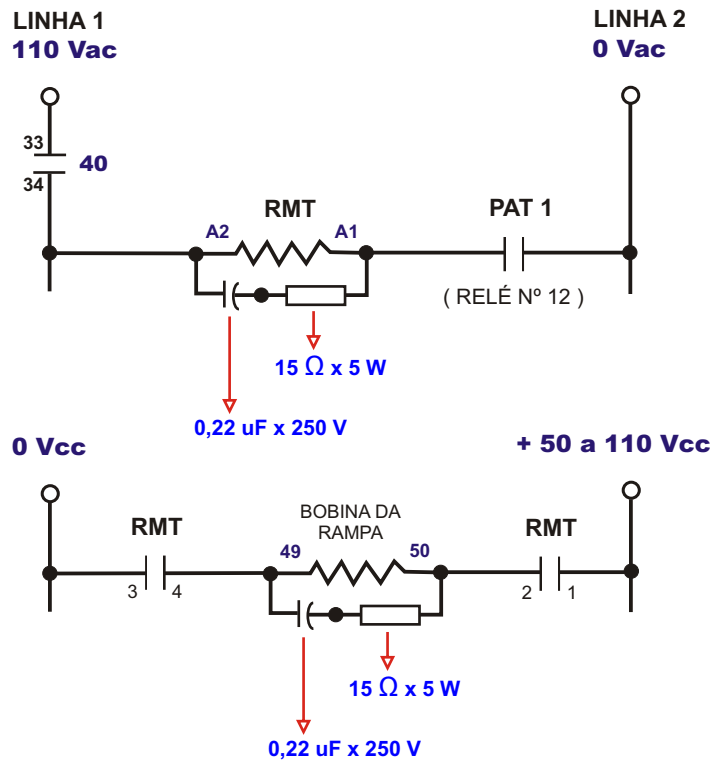 LINHA 1
110 Vac
LINHA 2
0 Vac
33
40
34
RMT
A2
A1
PAT 1
( RELÉ Nº 12 )
15 Ω x 5 W
0,22 uF x 250 V
0 Vcc
+ 50 a 110 Vcc
RMT
BOBINA DA
RAMPA
RMT
49
50
3
4
2
1
15 Ω x 5 W
0,22 uF x 250 V